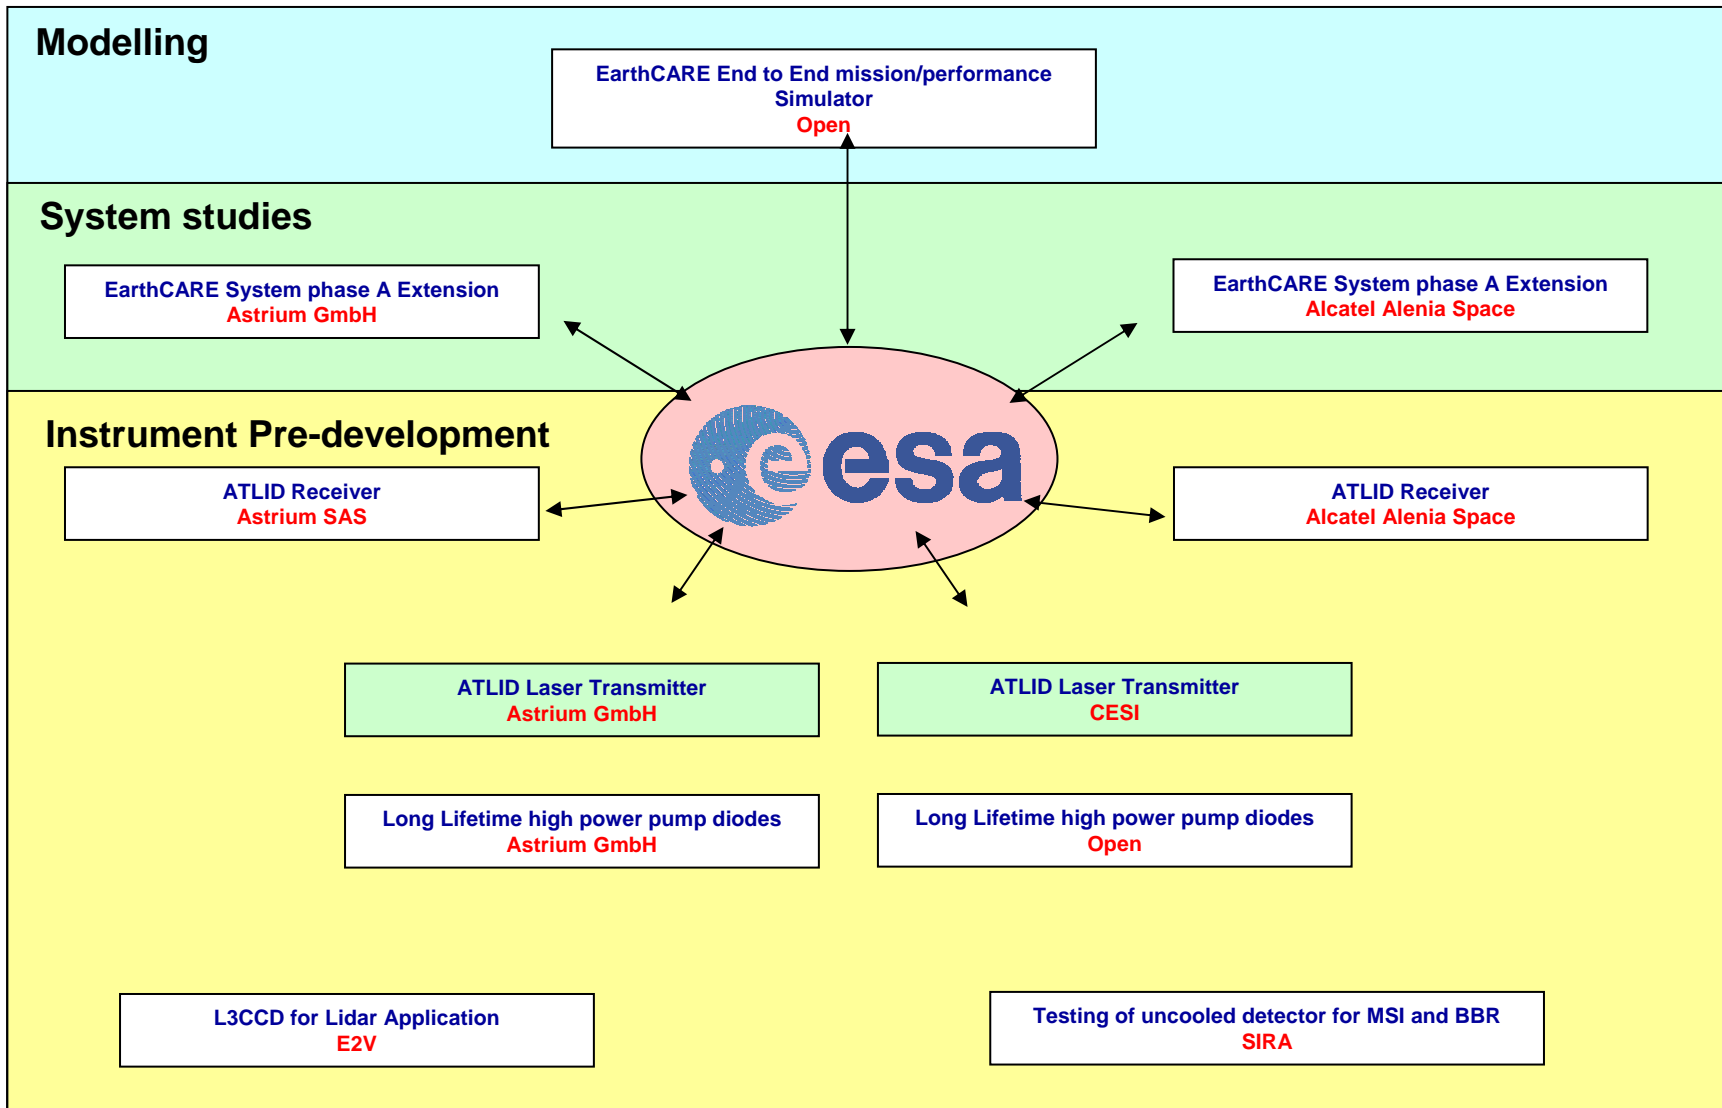 Modelling
EarthCARE End to End mission/performance
Simulator
Open
System studies
EarthCARE System phase A Extension
Astrium GmbH
EarthCARE System phase A Extension
Alcatel Alenia Space
Instrument Pre-development
esa
ATLID Receiver
Astrium SAS
ATLID Receiver
Alcatel Alenia Space
ATLID Laser Transmitter
Astrium GmbH
ATLID Laser Transmitter
CESI
Long Lifetime high power pump diodes
Astrium GmbH
Long Lifetime high power pump diodes
Open
L3CCD for Lidar Application
E2V
Testing of uncooled detector for MSI and BBR
SIRA